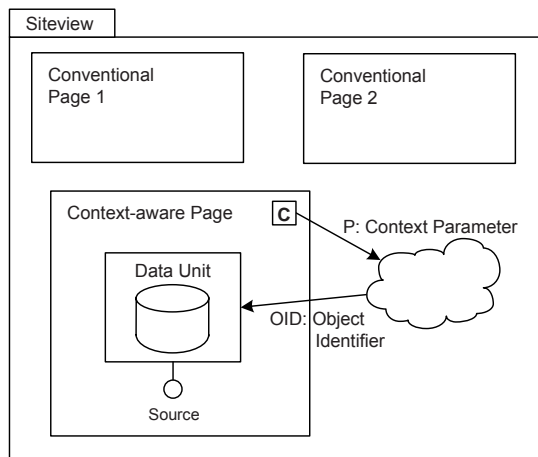 Siteview
Conventional
Page 1
Conventional
Page 2
Context-aware Page
C
P: Context Parameter
Data Unit
OID: Object
Identifier
Source